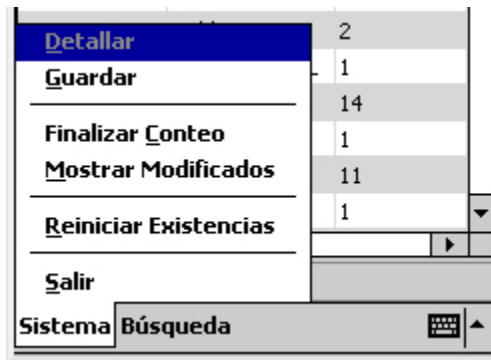 Detallar
2
Guardar
1
14
Finalizar Conteo
1
Mostrar Modificados
11
Reiniciar Existencias
1
Salir
Sistema Búsqueda